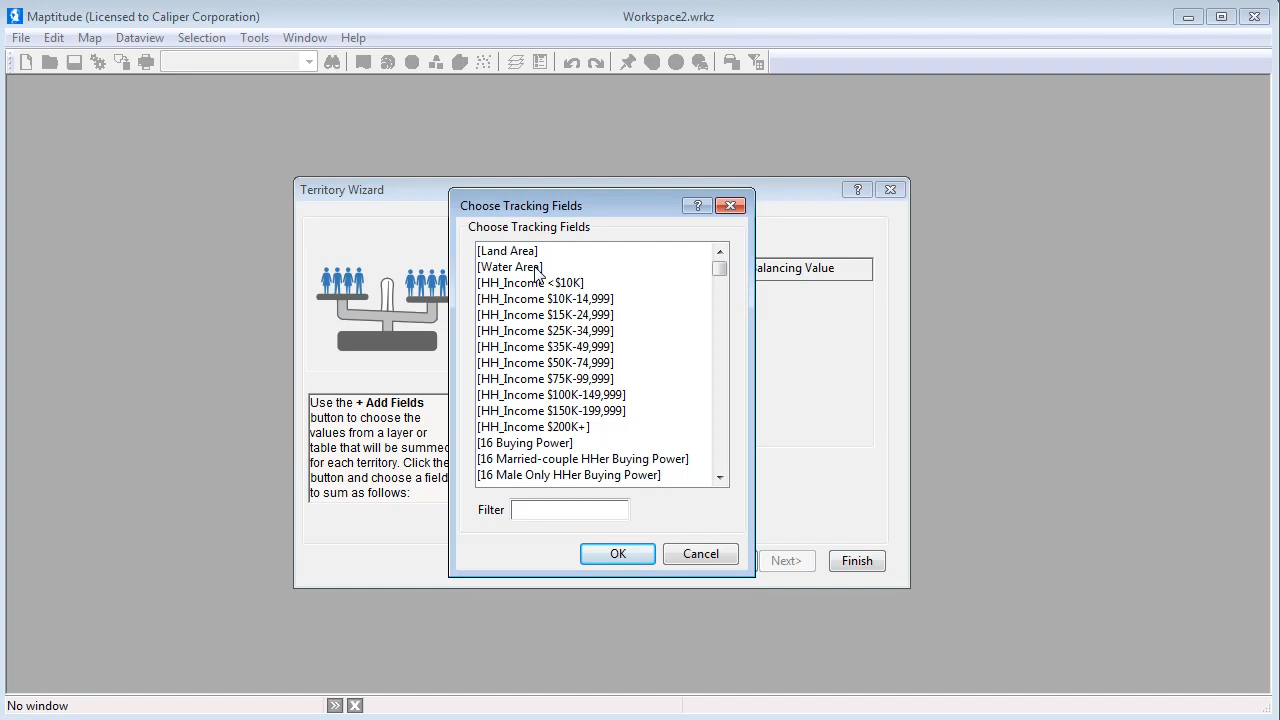 Maptitude (Licensed to Caliper Corporation)
Workspace2.wrkz
File Edit Map Dataview Selection Tools Window Help
Territory Wizard
Choose Tracking Fields
Choose Tracking Fields
[Land Area]
[Water Area]
[HH_Income <$10K]
[HH_Income $10K-14,999]
[HH_Income $15K-24,999]
[HH_Income $25K-34,999]
[HH_Income $35K-49,999]
[HH_Income $50K-74,999]
[HH_Income $75K-99,999]
[HH_Income $100K-149,999]
[HH_Income $150K-199,999]
[HH_Income $200K+]
[16 Buying Power]
[16 Married-couple HHer Buying Power]
[16 Male Only HHer Buying Power]
Filter
OK Cancel
alancing Value
Use the + Add Fields
button to choose the
values from a layer or
table that will be summe
for each territory. Click the
button and choose a field
to sum as follows:
Next> Finish
No window